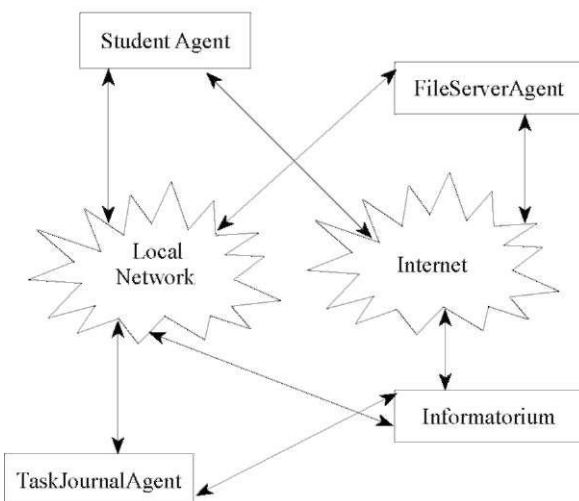 Student Agent
FileServerAgent
Local
Network
Internet
Informatorium
TaskJournalAgent